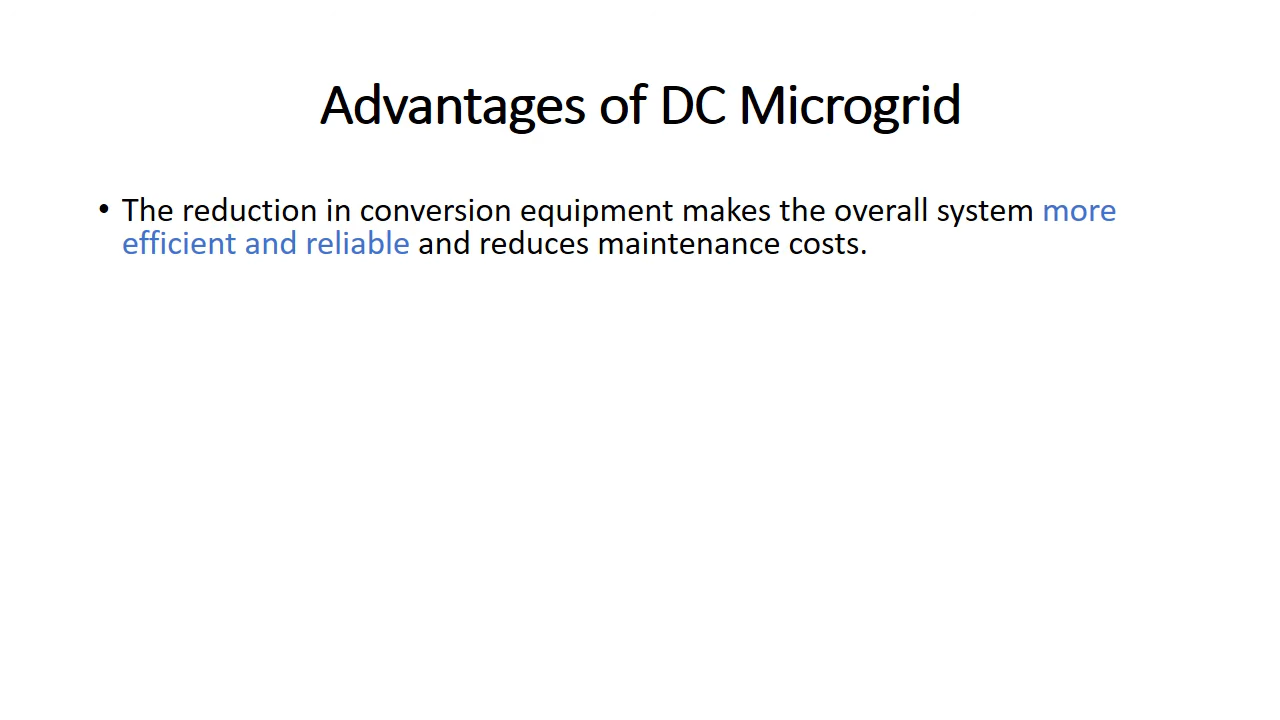 Advantages of DC Microgrid
• The reduction in conversion equipment makes the overall system more
efficient and reliable and reduces maintenance costs.